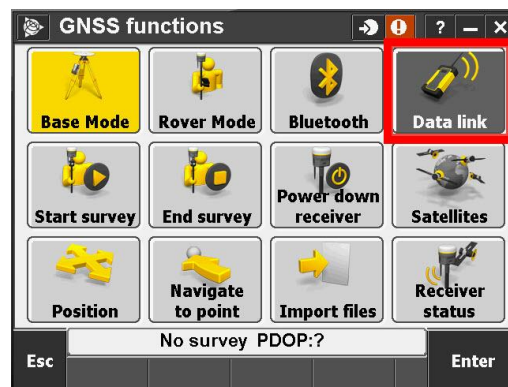 GNSS functions
? – ×
Base Mode
Rover Mode
Bluetooth
Data link
Start survey
End survey
Power down
receiver
Satellites
Position
Navigate
to point
Import files
Receiver
status
No survey PDOP:?
Esc
Enter